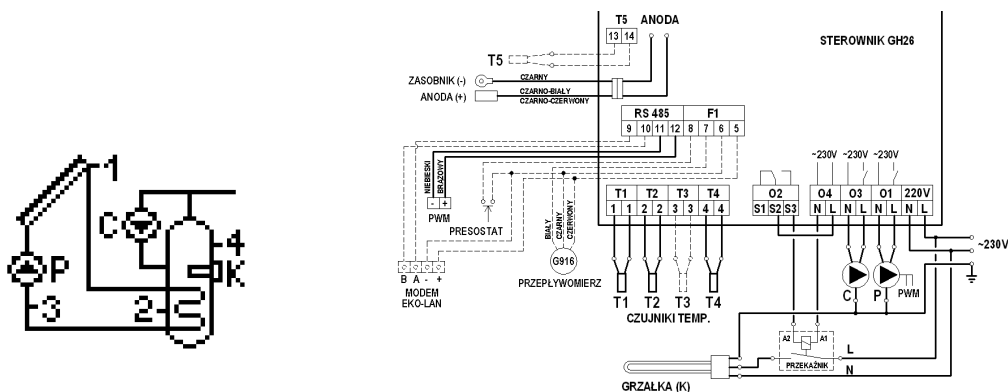 1
C
4
P
K
3
2
T5
ANODA
13 14
STEROWNIK GH26
T5
ZASOBNIK (-)
CZARNY
ANODA (+)
CZARNO-BIAŁY
CZARNO-CZERWONY
RS 485
F1
9 10 11 12 8 7 6 5
NIEBIESKI
BRĄZOWY
- +
PWM
PRESOSTAT
BIAŁY
CZARNY
CZERWONY
G916
PRZEPŁYWOMIERZ
B A - +
MODEM
EKO-LAN
T1 T2 T3 T4
1 1 2 2 3 3 4 4
T1 T2 T3 T4
CZUJNIKI TEMP.
~230V ~230V ~230V
O2 O4 O3 O1 220V
S1 S2 S3 N L N L N L N L
~230V
C P PWM
A2 A1
PRZEKAŹNIK
L
N
GRZAŁKA (K)